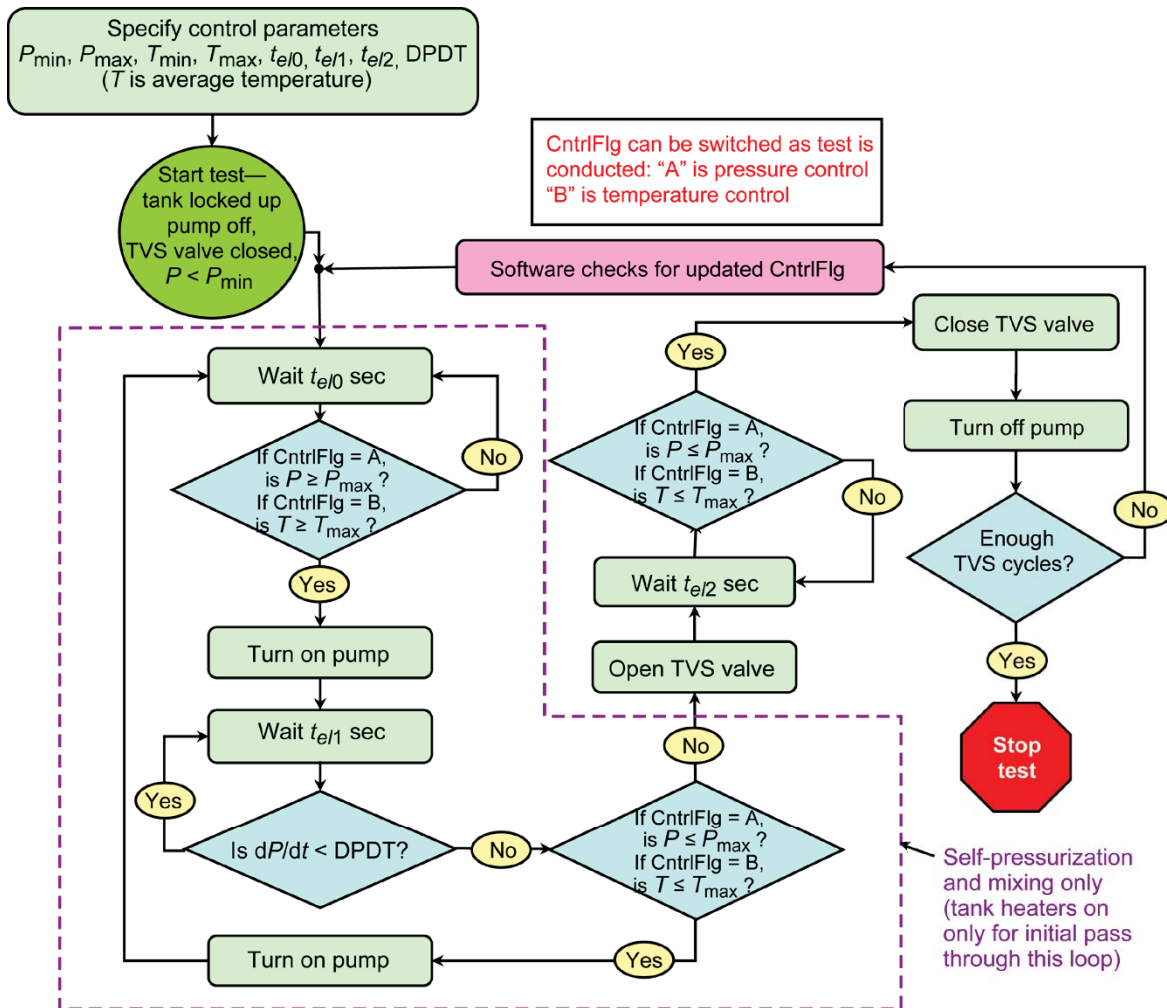 Specify control parameters
Pmin, Pmax, Tmin, Tmax, tel0, tel1, tel2, DPDT
(T is average temperature)
Start test—
tank locked up
pump off,
TVS valve closed,
P < Pmin
CntrlFlg can be switched as test is
conducted: “A” is pressure control
“B” is temperature control
Software checks for updated CntrlFlg
Wait tel0 sec
If CntrlFlg = A,
is P ≥ Pmax ?
If CntrlFlg = B,
is T ≥ Tmax ?
No
Yes
Turn on pump
Wait tel1 sec
Yes
Is dP/dt < DPDT?
No
If CntrlFlg = A,
is P ≤ Pmax ?
If CntrlFlg = B,
is T ≤ Tmax ?
Yes
Turn on pump
No
Open TVS valve
Wait tel2 sec
If CntrlFlg = A,
is P ≤ Pmax ?
If CntrlFlg = B,
is T ≤ Tmax ?
No
Yes
Close TVS valve
Turn off pump
Enough
TVS cycles?
No
Yes
Stop
test
Self-pressurization
and mixing only
(tank heaters on
only for initial pass
through this loop)